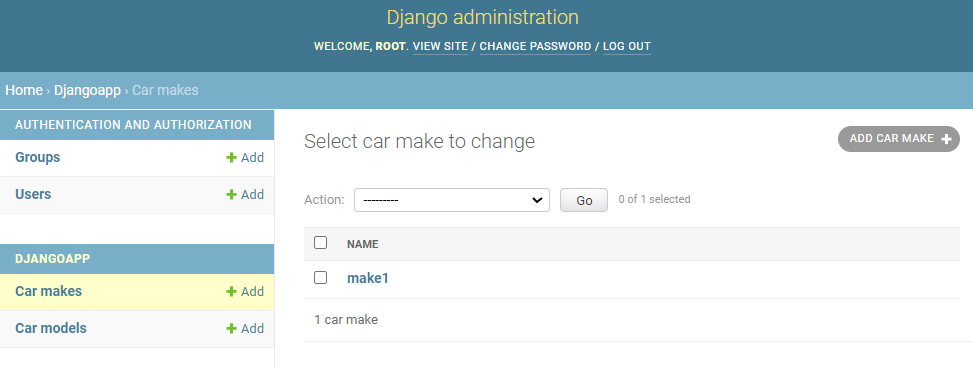 Django administration
WELCOME, ROOT. VIEW SITE / CHANGE PASSWORD / LOG OUT
Home › Djangoapp › Car makes
AUTHENTICATION AND AUTHORIZATION
Groups + Add
Users + Add
DJANGOAPP
Car makes + Add
Car models + Add
Select car make to change
ADD CAR MAKE +
Action: --------- Go 0 of 1 selected
NAME
make1
1 car make